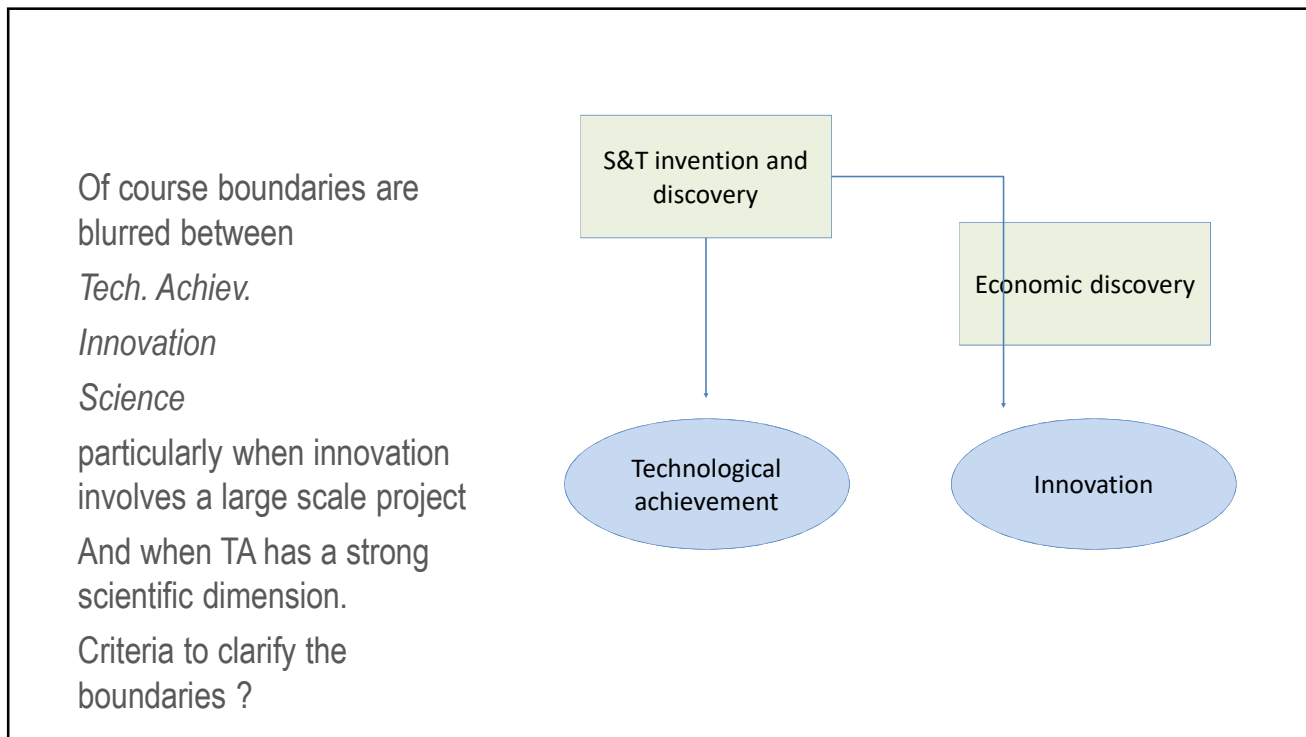 Of course boundaries are
blurred between
Tech. Achiev.
Innovation
Science
particularly when innovation
involves a large scale project
And when TA has a strong
scientific dimension.
Criteria to clarify the
boundaries ?
S&T invention and
discovery
Economic discovery
Technological
achievement
Innovation